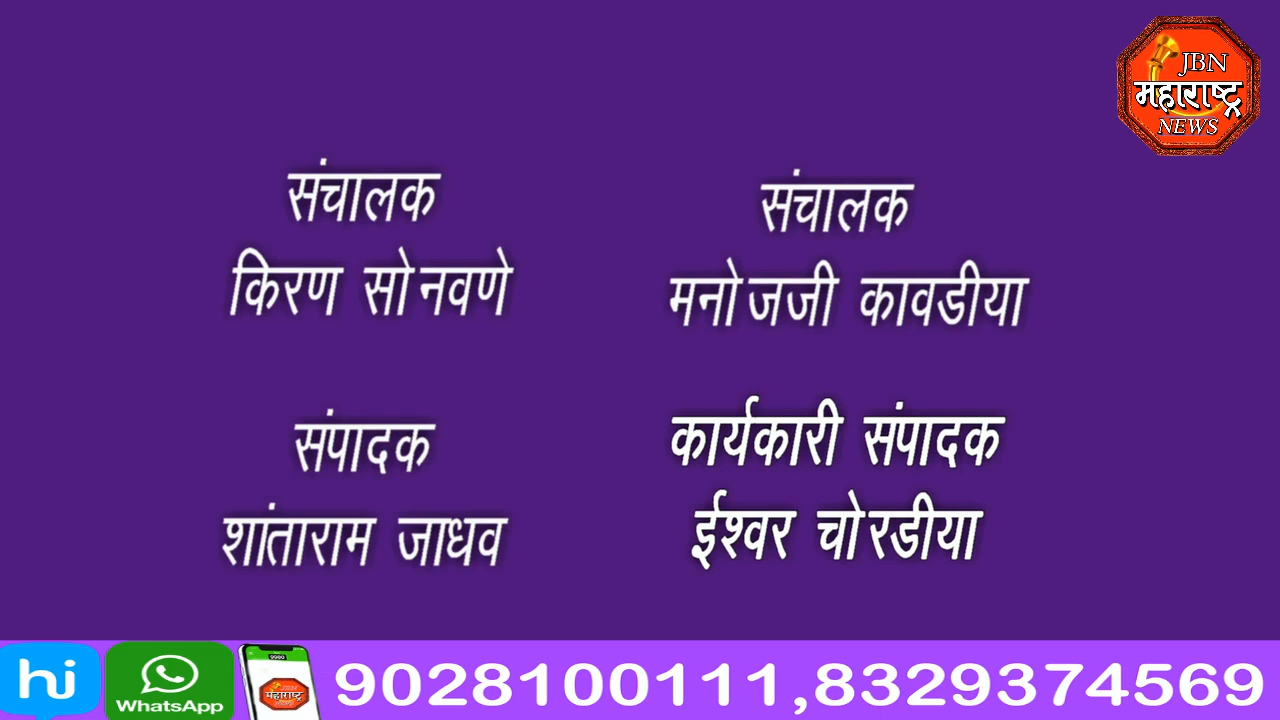 JBN
महाराष्ट्र
NEWS
संचालक
किरण सोनवणे
संचालक
मनोजजी कावडीया
संपादक
शांताराम जाधव
कार्यकारी संपादक
ईश्वर चोरडीया
hi
WhatsApp
महाराष्ट्र
9028100111,8329374569